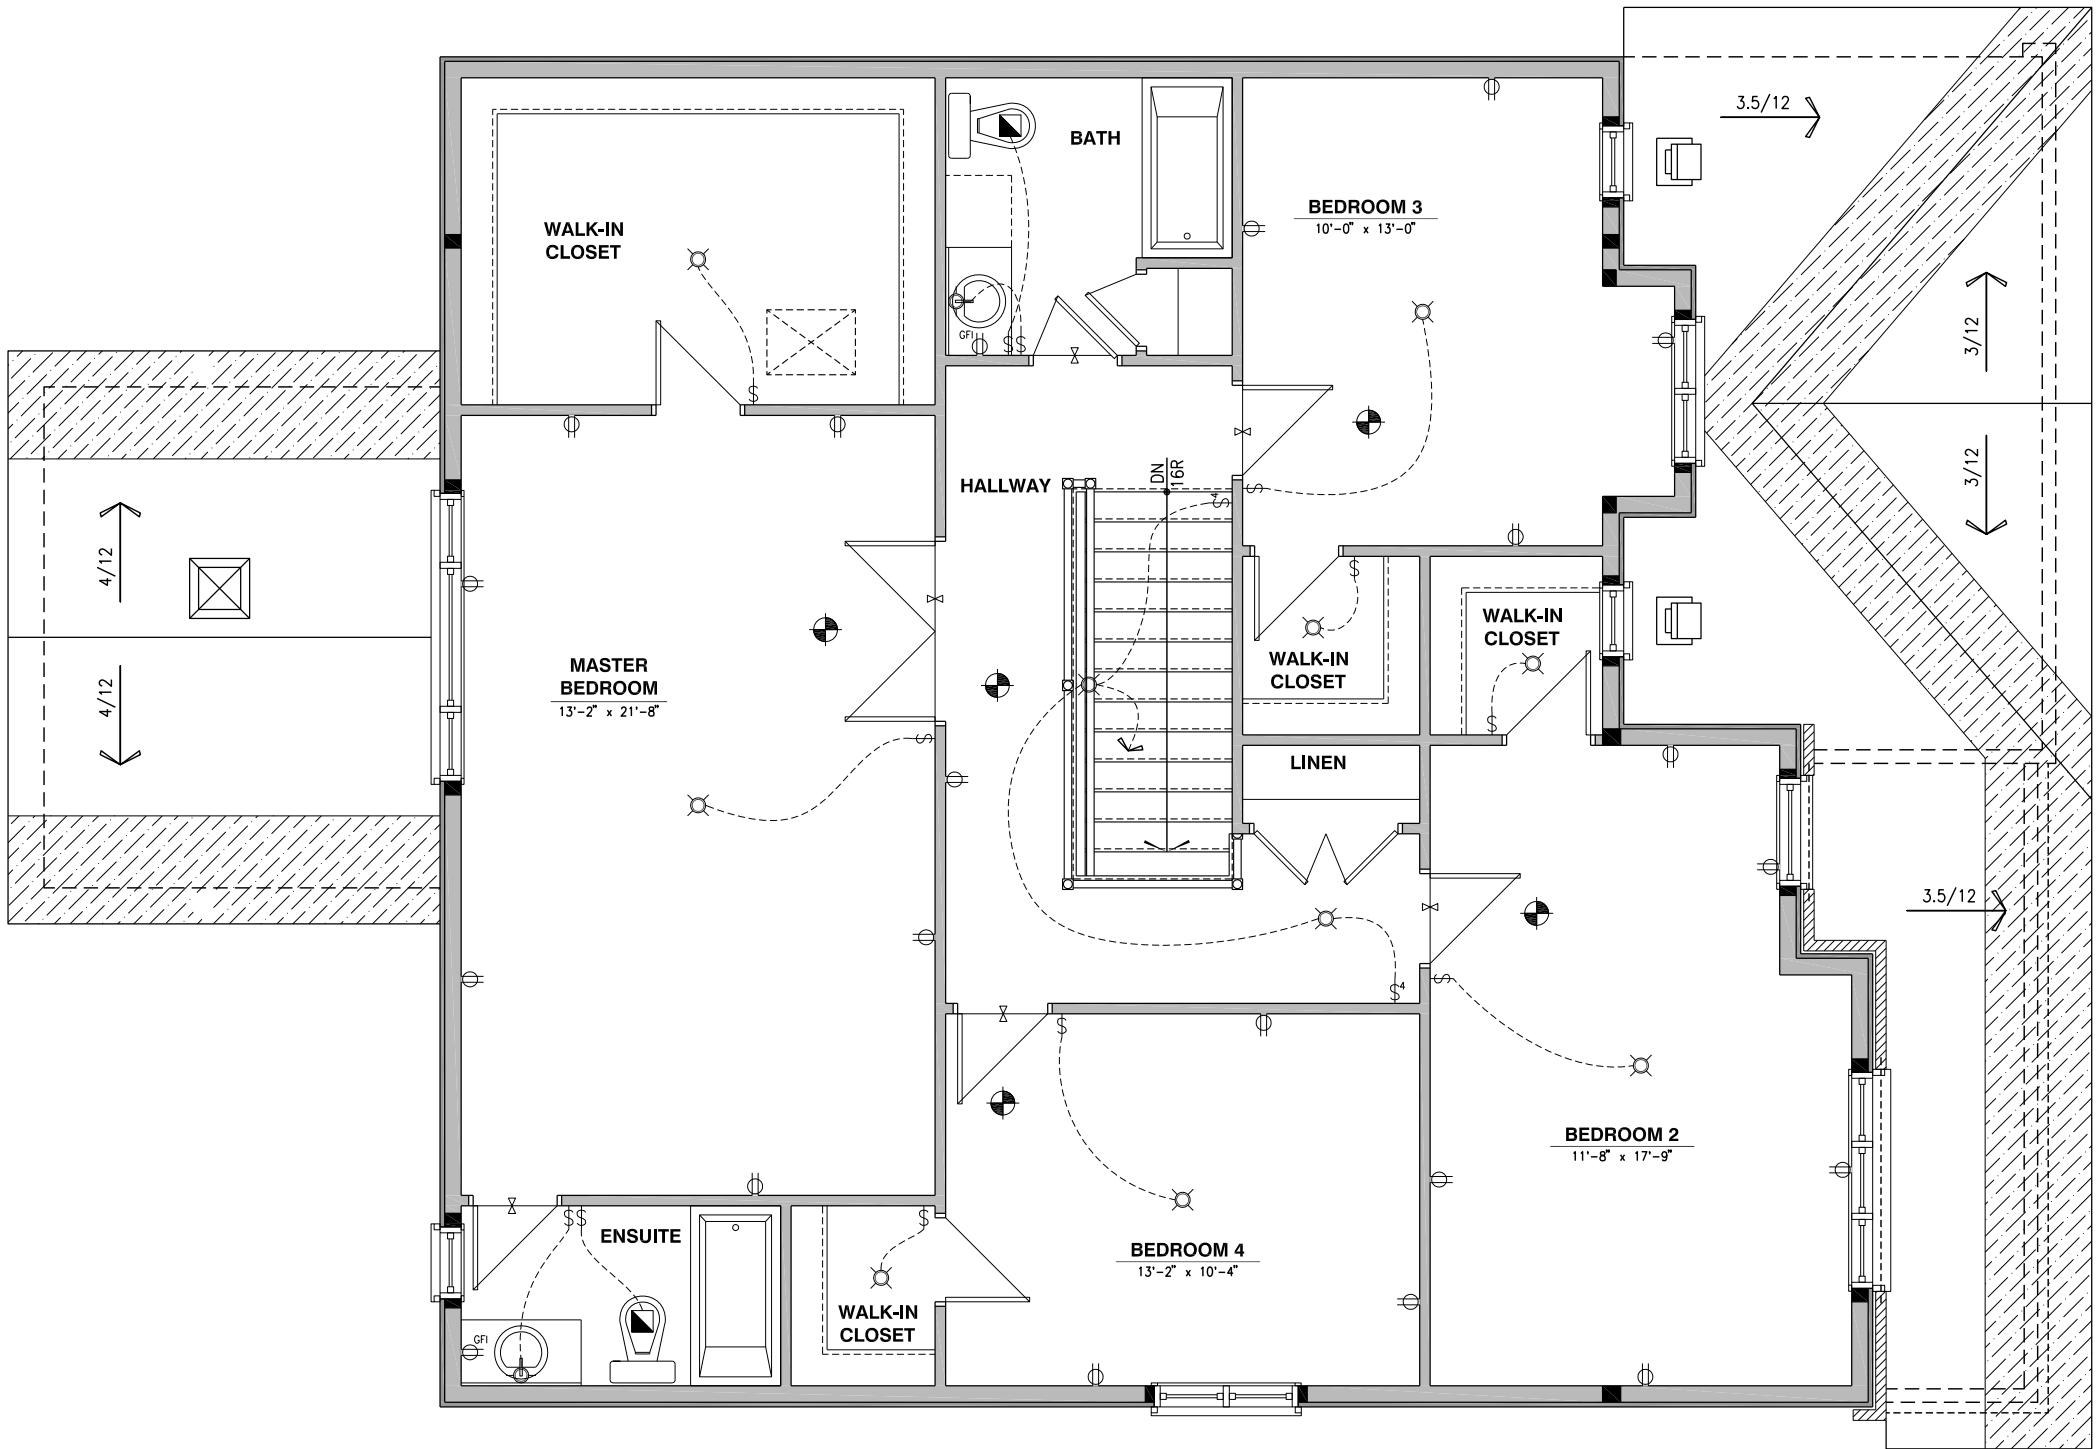 3.5/12
BATH
WALK-IN
CLOSET
BEDROOM 3
10'-0" x 13'-0"
GFI
S S
S
3/12
3/12
HALLWAY
DN
16R
S4
S
4/12
4/12
S
WALK-IN
CLOSET
WALK-IN
CLOSET
S
MASTER
BEDROOM
13'-2" x 21'-8"
S
LINEN
3.5/12
S4
S
S
BEDROOM 2
11'-8" x 17'-9"
S S
ENSUITE
S
BEDROOM 4
13'-2" x 10'-4"
WALK-IN
CLOSET
GFI